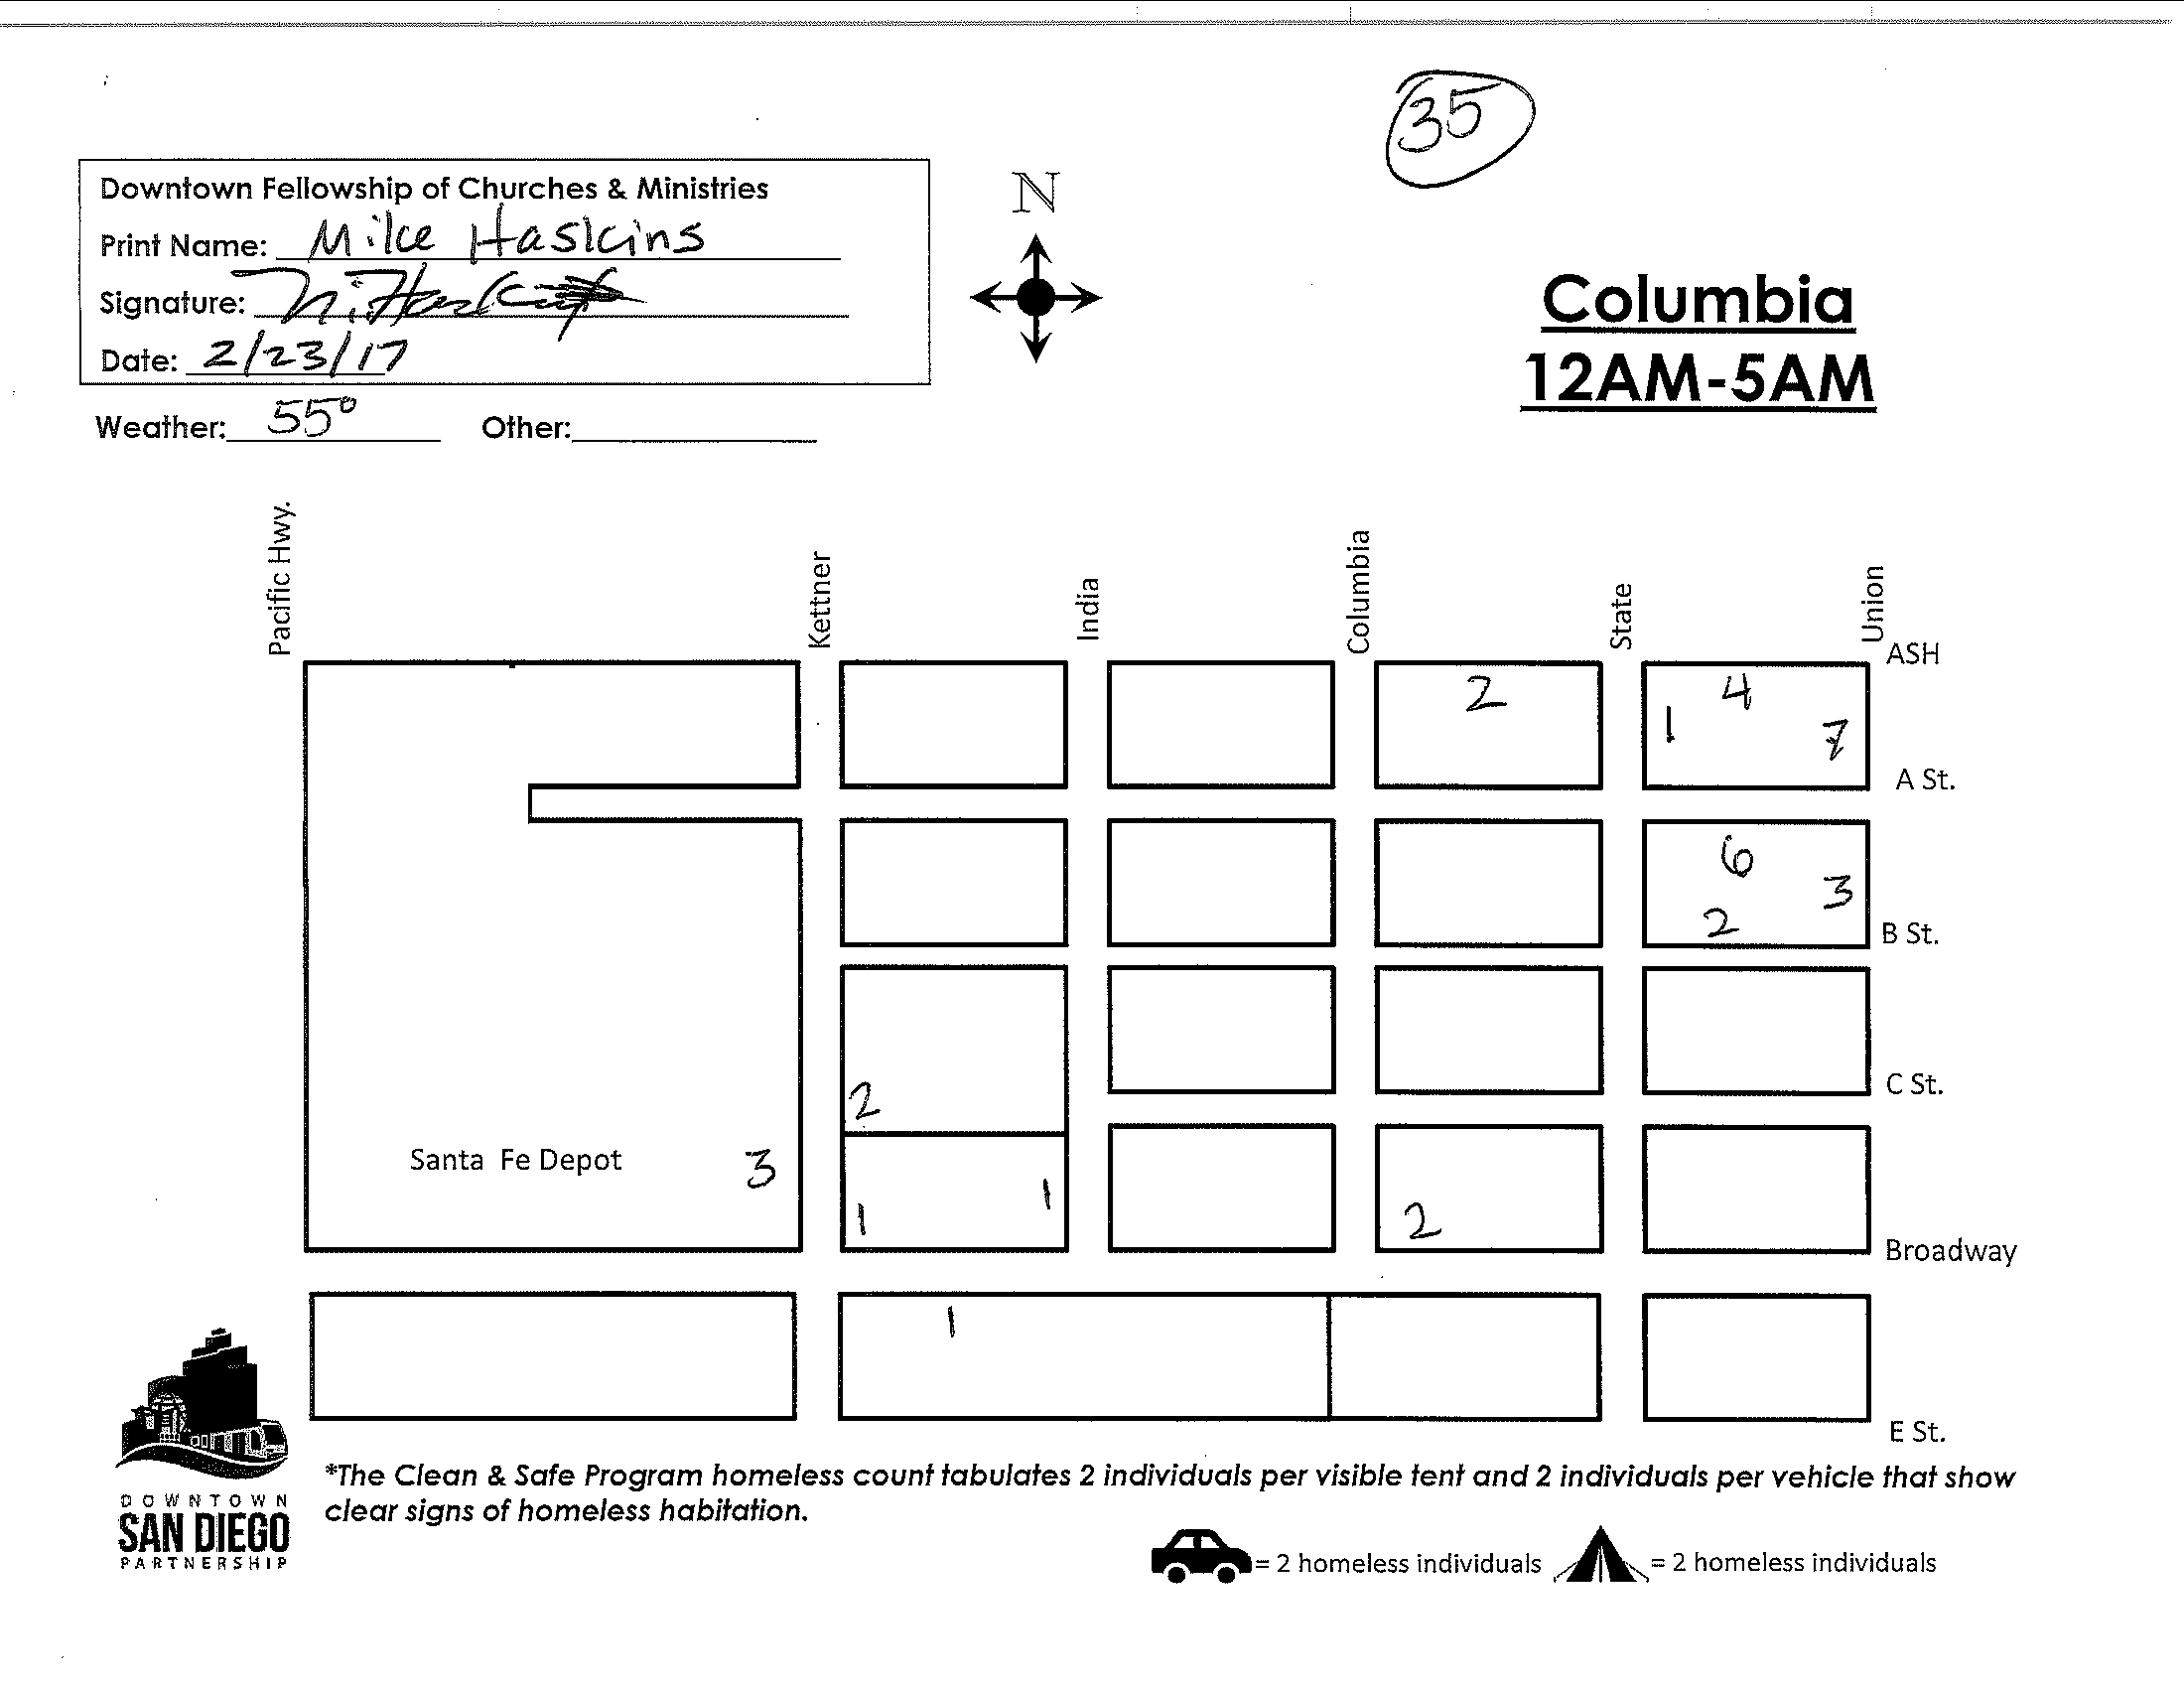 35
Downtown Fellowship of Churches & Ministries
Print Name: Mike Haskins
Signature: M. Haskins
Date: 2/23/17
Weather: 55° Other:
N
Columbia
12AM-5AM
Pacific Hwy.
Kettner
India
Columbia
State
Union
ASH
2
4
1
7
A St.
6
3
2
B St.
2
C St.
Santa Fe Depot
3
1
1
2
Broadway
1
E St.
*The Clean & Safe Program homeless count tabulates 2 individuals per visible tent and 2 individuals per vehicle that show
clear signs of homeless habitation.
DOWNTOWN
SAN DIEGO
PARTNERSHIP
= 2 homeless individuals
= 2 homeless individuals